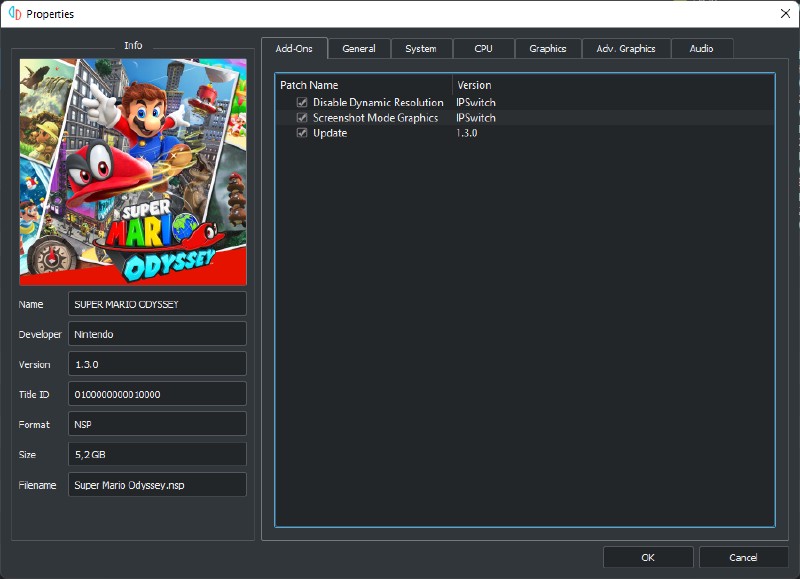 Properties
Info
Add-Ons
General
System
CPU
Graphics
Adv. Graphics
Audio
Patch Name
Version
Disable Dynamic Resolution
IPSwitch
Screenshot Mode Graphics
IPSwitch
Update
1.3.0
SUPER
MARIO
ODYSSEY
Name
SUPER MARIO ODYSSEY
Developer
Nintendo
Version
1.3.0
Title ID
0100000000010000
Format
NSP
Size
5,2 GiB
Filename
Super Mario Odyssey.nsp
OK
Cancel